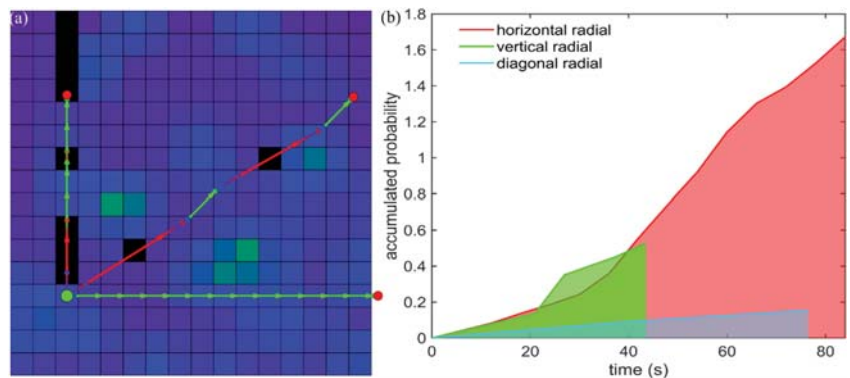 (a)
(b)
1.8
1.6
1.4
1.2
1
0.8
0.6
0.4
0.2
0
accumulated probability
horizontal radial
vertical radial
diagonal radial
0 20 40 60 80
time (s)